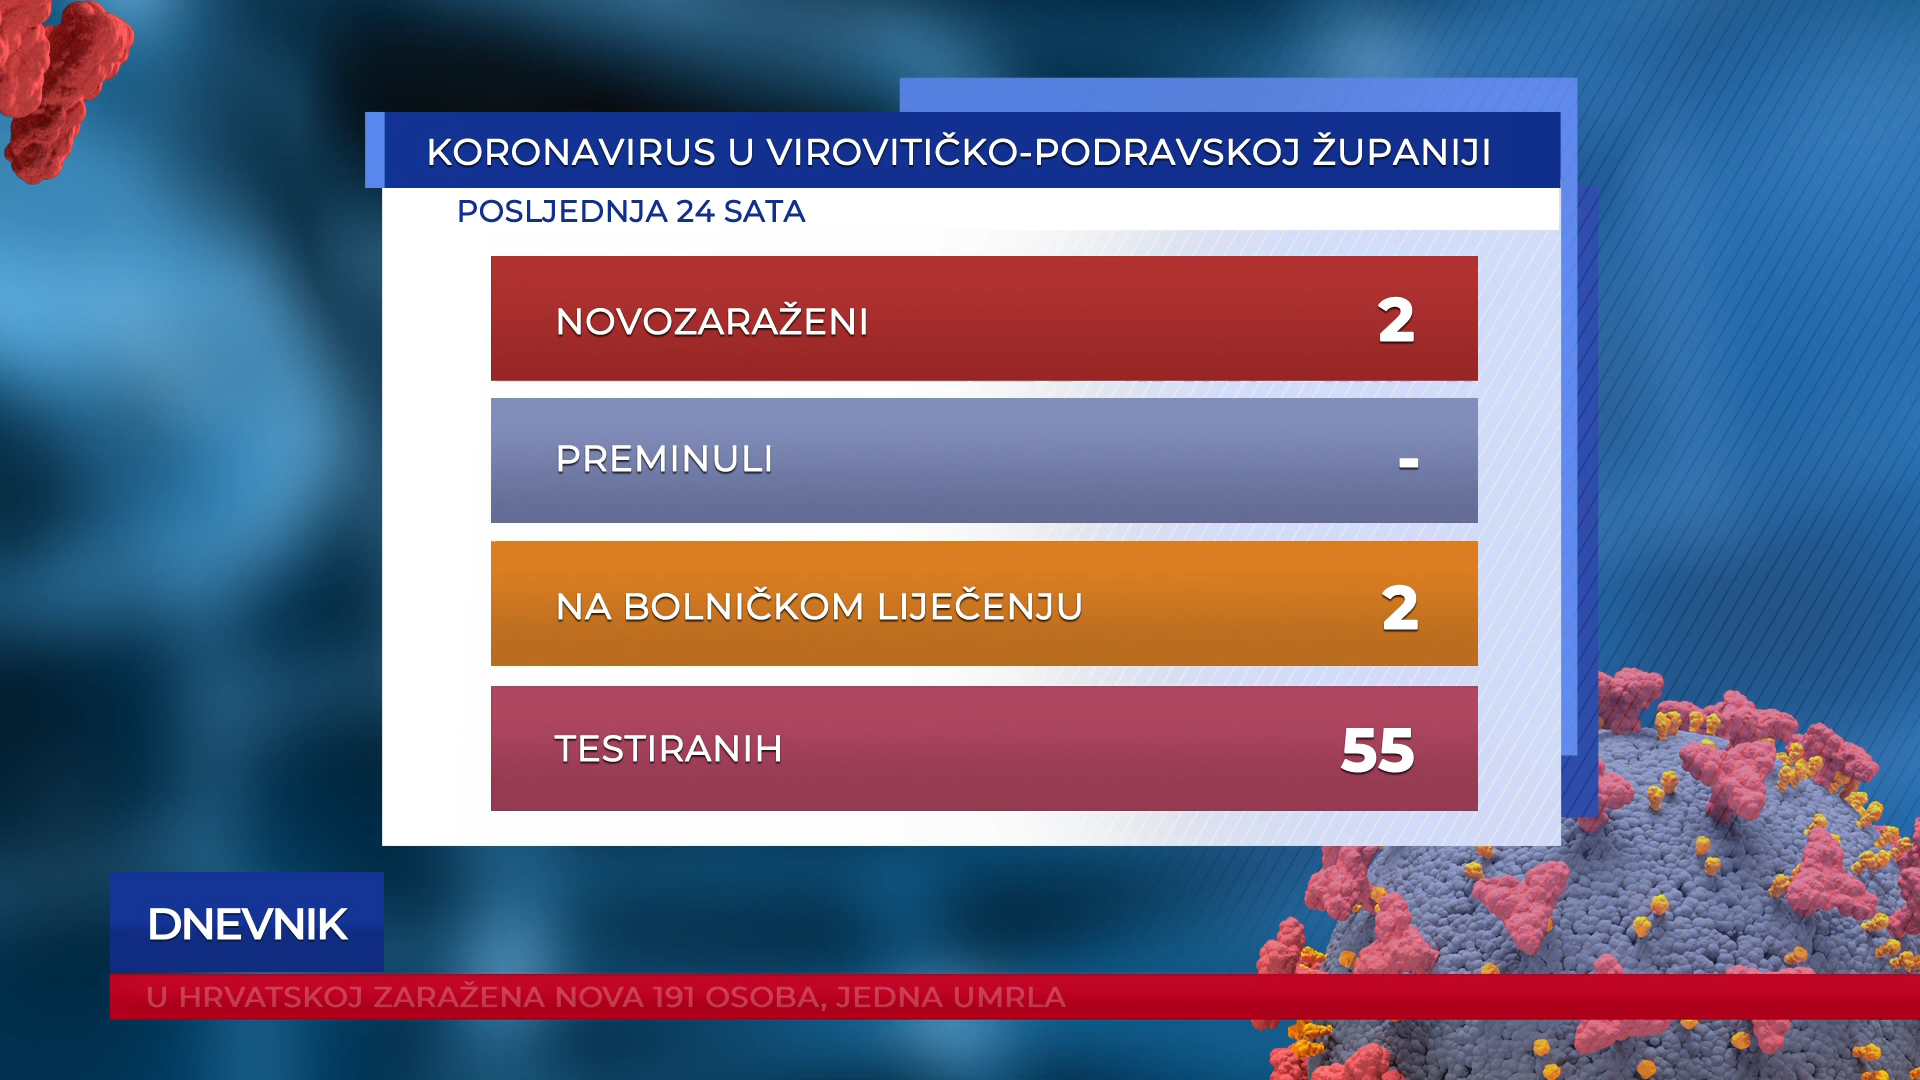 KORONAVIRUS U VIROVITIČKO-PODRAVSKOJ ŽUPANIJI
POSLJEDNJA 24 SATA
NOVOZARAŽENI 2
PREMINULI -
NA BOLNIČKOM LIJEČENJU 2
TESTIRANIH 55
DNEVNIK
U HRVATSKOJ ZARAŽENA NOVA 191 OSOBA, JEDNA UMRLA